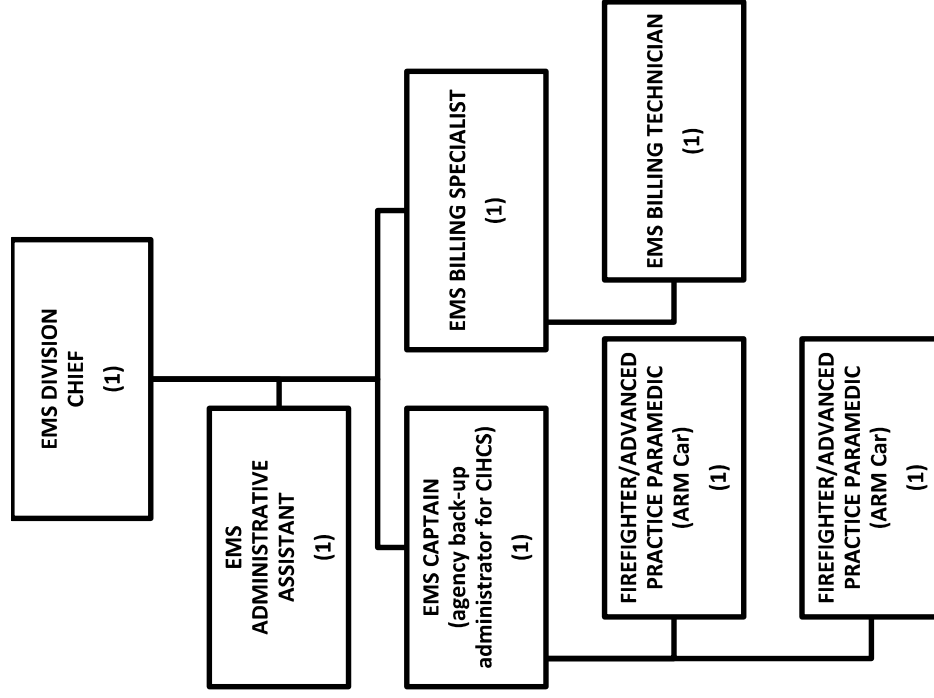 EMS DIVISION
CHIEF
(1)
EMS
ADMINISTRATIVE
ASSISTANT
(1)
EMS CAPTAIN
(agency back-up
administrator for CIHCS)
(1)
EMS BILLING SPECIALIST
(1)
FIREFIGHTER/ADVANCED
PRACTICE PARAMEDIC
(ARM Car)
(1)
EMS BILLING TECHNICIAN
(1)
FIREFIGHTER/ADVANCED
PRACTICE PARAMEDIC
(ARM Car)
(1)